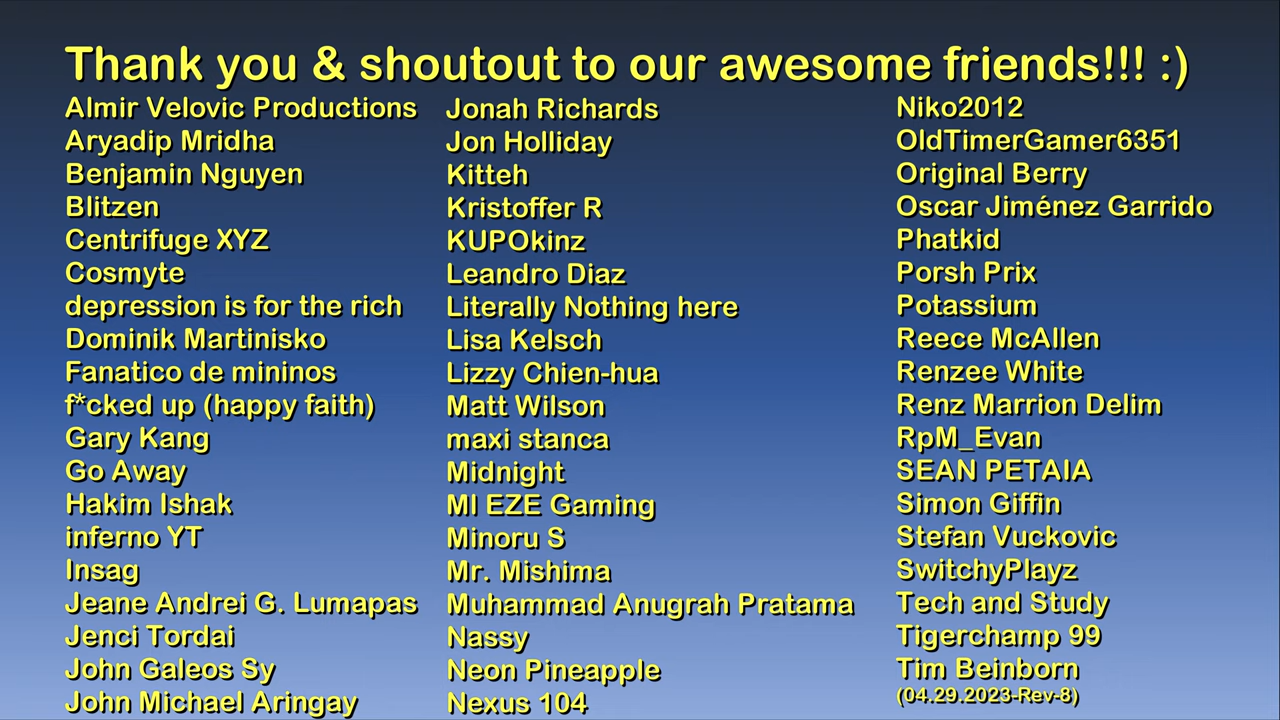 Thank you & shoutout to our awesome friends!!! :)
Almir Velovic Productions
Aryadip Mridha
Benjamin Nguyen
Blitzen
Centrifuge XYZ
Cosmyte
depression is for the rich
Dominik Martinisko
Fanatico de mininos
f*cked up (happy faith)
Gary Kang
Go Away
Hakim Ishak
inferno YT
Insag
Jeane Andrei G. Lumapas
Jenci Tordai
John Galeos Sy
John Michael Aringay
Jonah Richards
Jon Holliday
Kitteh
Kristoffer R
KUPOkinz
Leandro Diaz
Literally Nothing here
Lisa Kelsch
Lizzy Chien-hua
Matt Wilson
maxi stanca
Midnight
MI EZE Gaming
Minoru S
Mr. Mishima
Muhammad Anugrah Pratama
Nassy
Neon Pineapple
Nexus 104
Niko2012
OldTimerGamer6351
Original Berry
Oscar Jiménez Garrido
Phatkid
Porsh Prix
Potassium
Reece McAllen
Renzee White
Renz Marrion Delim
RpM_Evan
SEAN PETAIA
Simon Giffin
Stefan Vuckovic
SwitchyPlayz
Tech and Study
Tigerchamp 99
Tim Beinborn
(04.29.2023-Rev-8)